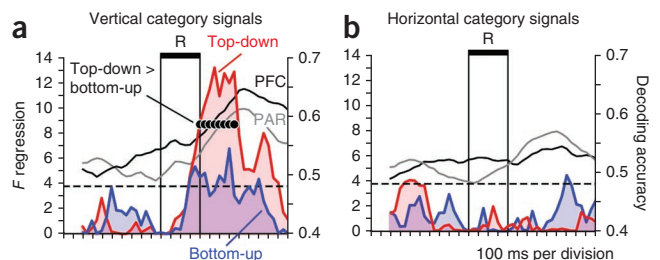 a
Vertical category signals
R
Top-down
Top-down >
bottom-up
PFC
PAR
F regression
14
12
10
8
6
4
2
0
0.7
0.6
0.5
0.4
Bottom-up
b
Horizontal category signals
R
14
12
10
8
6
4
2
0
0.7
0.6
0.5
0.4
Decoding accuracy
100 ms per division